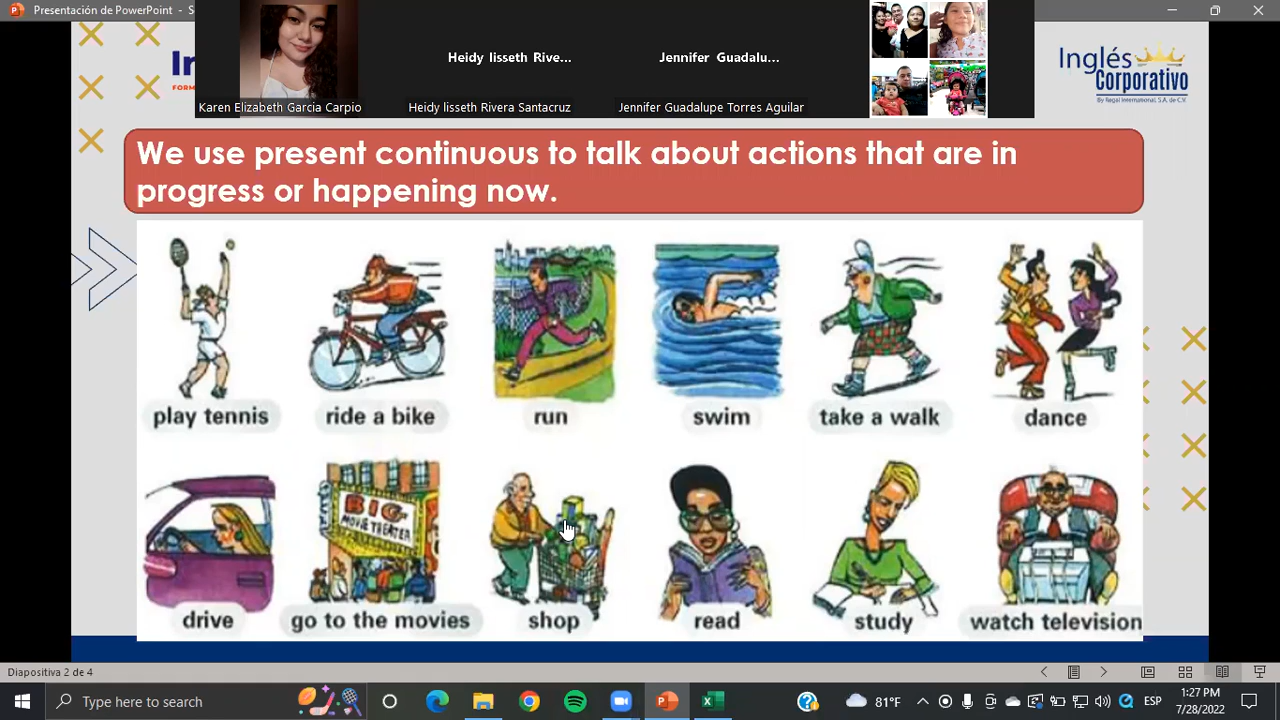 Presentación de PowerPoint - S
Heidy lisseth Rive...
Jennifer Guadalu...
Karen Elizabeth Garcia Carpio
Heidy lisseth Rivera Santacruz
Jennifer Guadalupe Torres Aguilar
In
FORM
Inglés
Corporativo
By Regal International S.A. de C.V.
We use present continuous to talk about actions that are in
progress or happening now.
play tennis
ride a bike
run
swim
take a walk
dance
BIG
MOVIE THEATER
drive
go to the movies
shop
read
study
watch television
Diapositiva 2 de 4
Type here to search
81°F
ESP
1:27 PM
7/28/2022